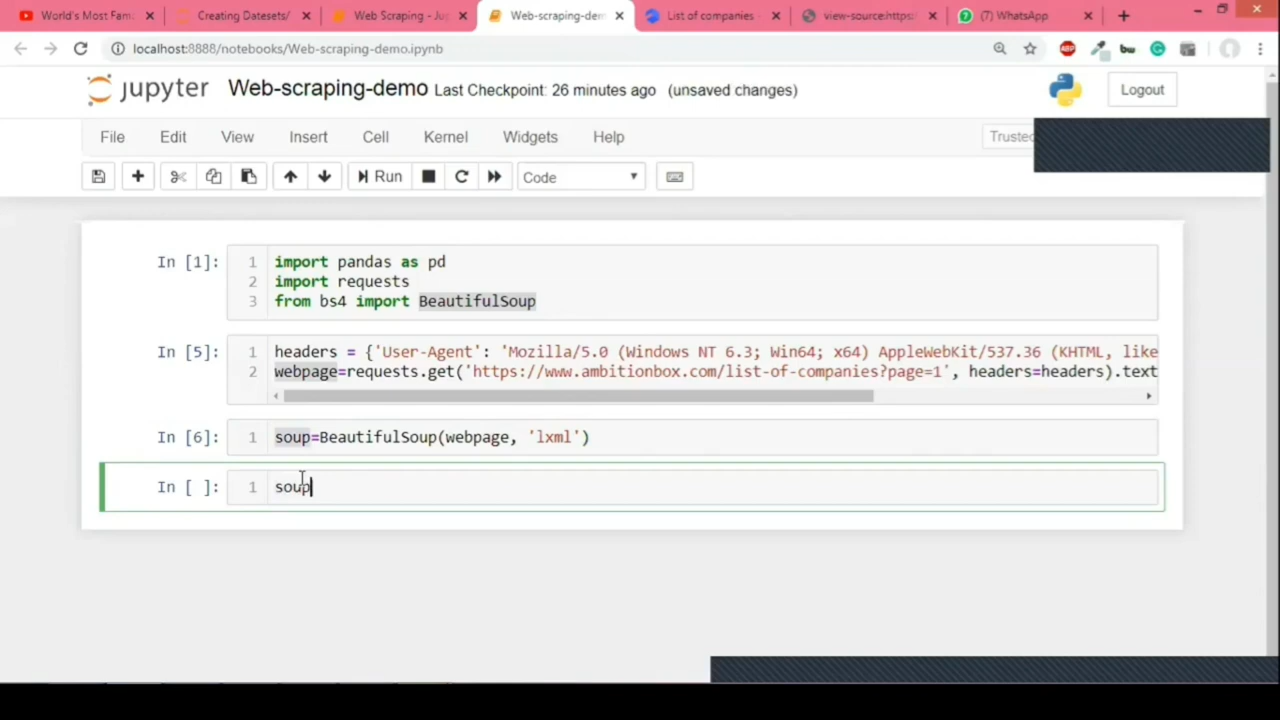 World's Most Fam
Creating Datesets/
Web Scraping - Jup
Web-scraping-den
List of companies
view-source:https:
(7) WhatsApp
localhost:8888/notebooks/Web-scraping-demo.ipynb
ABP
jupyter Web-scraping-demo Last Checkpoint: 26 minutes ago (unsaved changes)
Logout
File Edit View Insert Cell Kernel Widgets Help
Trustec
Run
Code
In [1]:
1 import pandas as pd
2 import requests
3 from bs4 import BeautifulSoup
In [5]:
1 headers = {'User-Agent': 'Mozilla/5.0 (Windows NT 6.3; Win64; x64) AppleWebKit/537.36 (KHTML, like
2 webpage=requests.get('https://www.ambitionbox.com/list-of-companies?page=1', headers=headers).text
In [6]:
1 soup=BeautifulSoup(webpage, 'lxml')
In [ ]:
1 soup